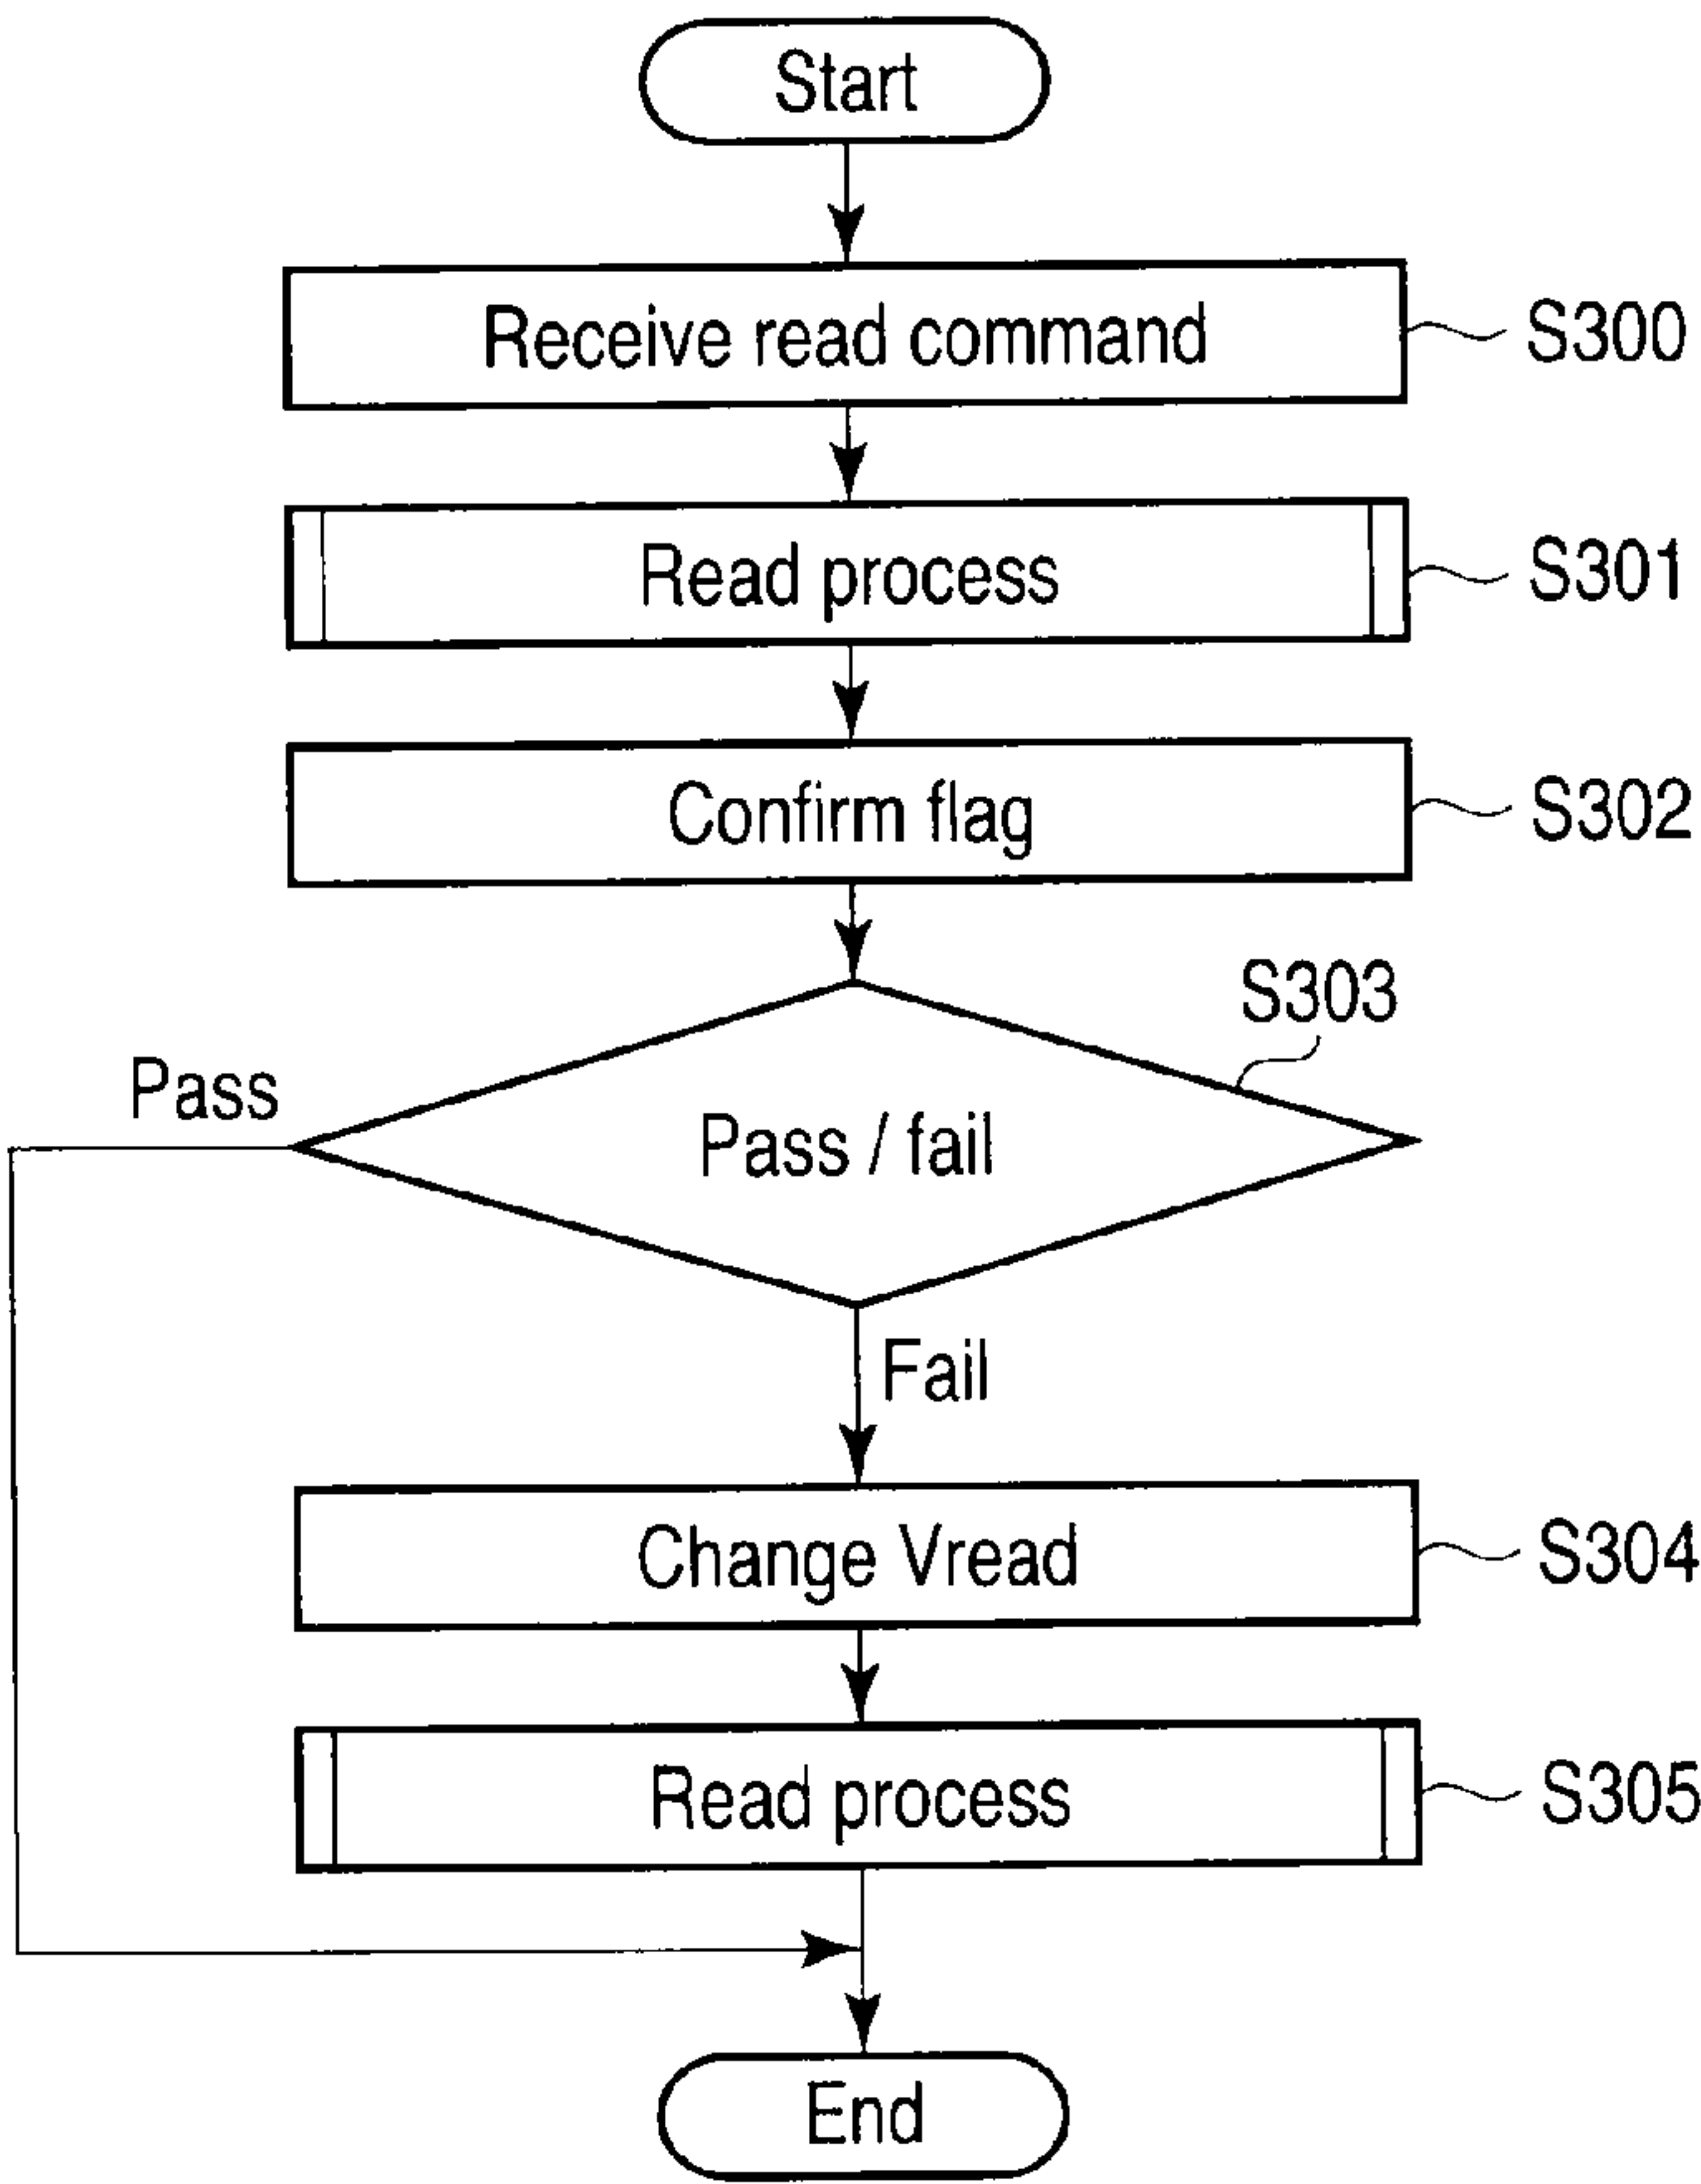 Start
Receive read command
S300
Read process
S301
Confirm flag
S302
S303
Pass
Pass / fail
Fail
Change Vread
S304
Read process
S305
End